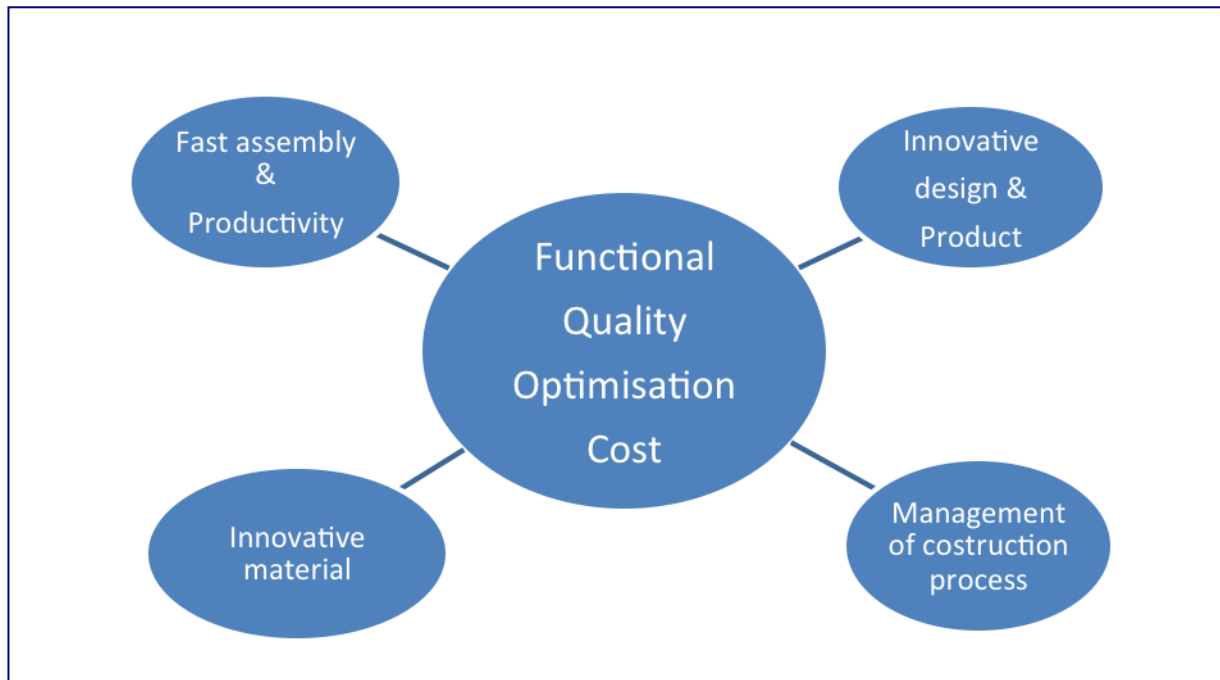 Fast assembly
&
Productivity
Innovative
design &
Product
Functional
Quality
Optimisation
Cost
Innovative
material
Management
of costruction
process